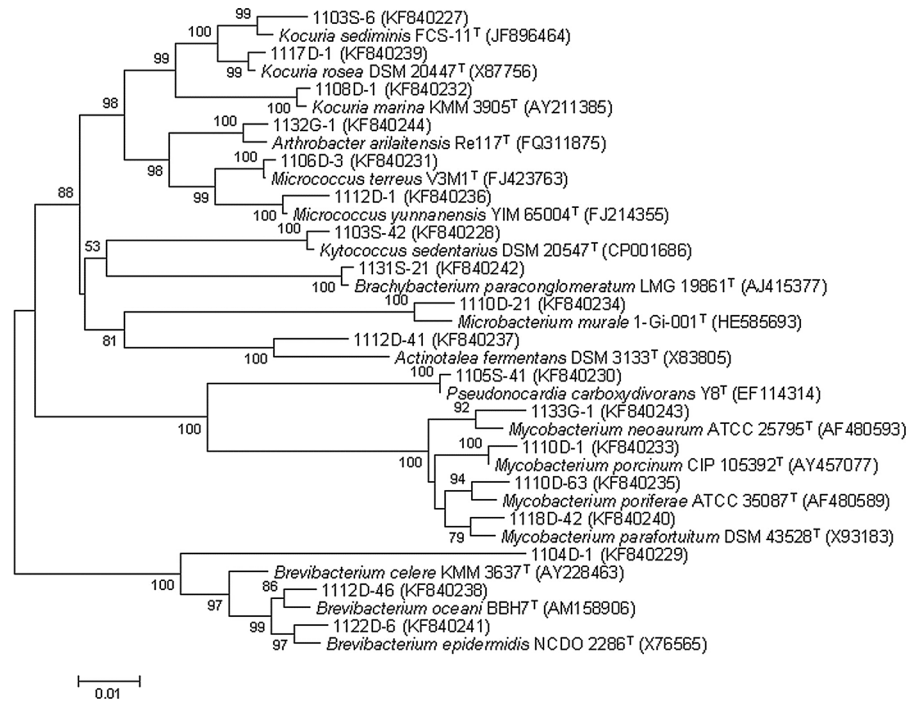 99
1103S-6 (KF840227)
100
Kocuria sediminis FCS-11T (JF896464)
99
1117D-1 (KF840239)
99
Kocuria rosea DSM 20447T (X87756)
98
1108D-1 (KF840232)
100
Kocuria marina KMM 3905T (AY211385)
100
1132G-1 (KF840244)
98
Arthrobacter arilaitensis Re117T (FQ311875)
100
1106D-3 (KF840231)
99
Micrococcus terreus V3M1T (FJ423763)
88
1112D-1 (KF840236)
100
Micrococcus yunnanensis YIM 65004T (FJ214355)
100
1103S-42 (KF840228)
53
Kytococcus sedentarius DSM 20547T (CP001686)
1131S-21 (KF840242)
100
Brachybacterium paraconglomeratum LMG 19861T (AJ415377)
100
1110D-21 (KF840234)
Microbacterium murale 1-Gi-001T (HE585693)
81
1112D-41 (KF840237)
100
Actinotalea fermentans DSM 3133T (X83805)
100
1105S-41 (KF840230)
Pseudonocardia carboxydivorans Y8T (EF114314)
100
92
1133G-1 (KF840243)
Mycobacterium neoaurum ATCC 25795T (AF480593)
100
1110D-1 (KF840233)
100
Mycobacterium porcinum CIP 105392T (AY457077)
94
1110D-63 (KF840235)
Mycobacterium poriferae ATCC 35087T (AF480589)
1118D-42 (KF840240)
79
Mycobacterium parafortuitum DSM 43528T (X93183)
1104D-1 (KF840229)
100
Brevibacterium celere KMM 3637T (AY228463)
86
1112D-46 (KF840238)
97
Brevibacterium oceani BBH7T (AM158906)
99
1122D-6 (KF840241)
97
Brevibacterium epidermidis NCDO 2286T (X76565)
0.01